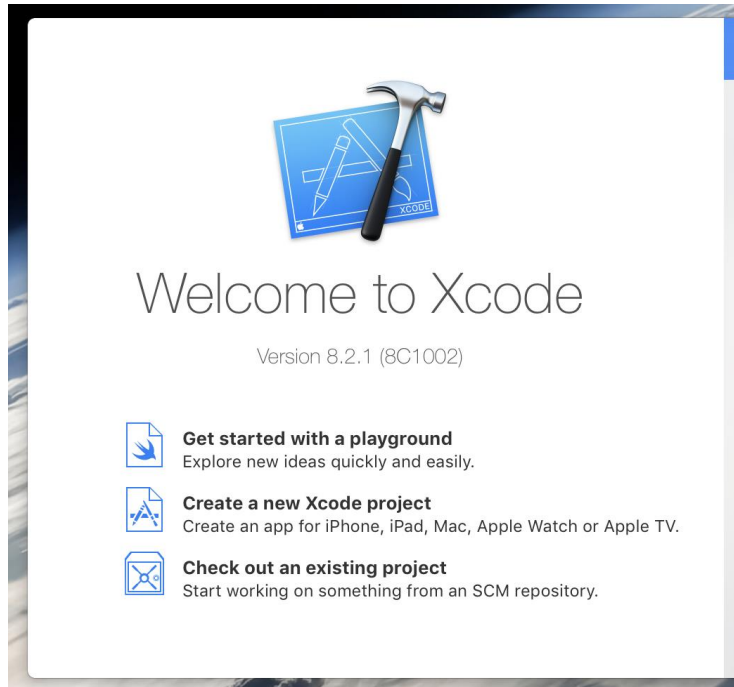 XCODE
Welcome to Xcode
Version 8.2.1 (8C1002)
Get started with a playground
Explore new ideas quickly and easily.
Create a new Xcode project
Create an app for iPhone, iPad, Mac, Apple Watch or Apple TV.
Check out an existing project
Start working on something from an SCM repository.